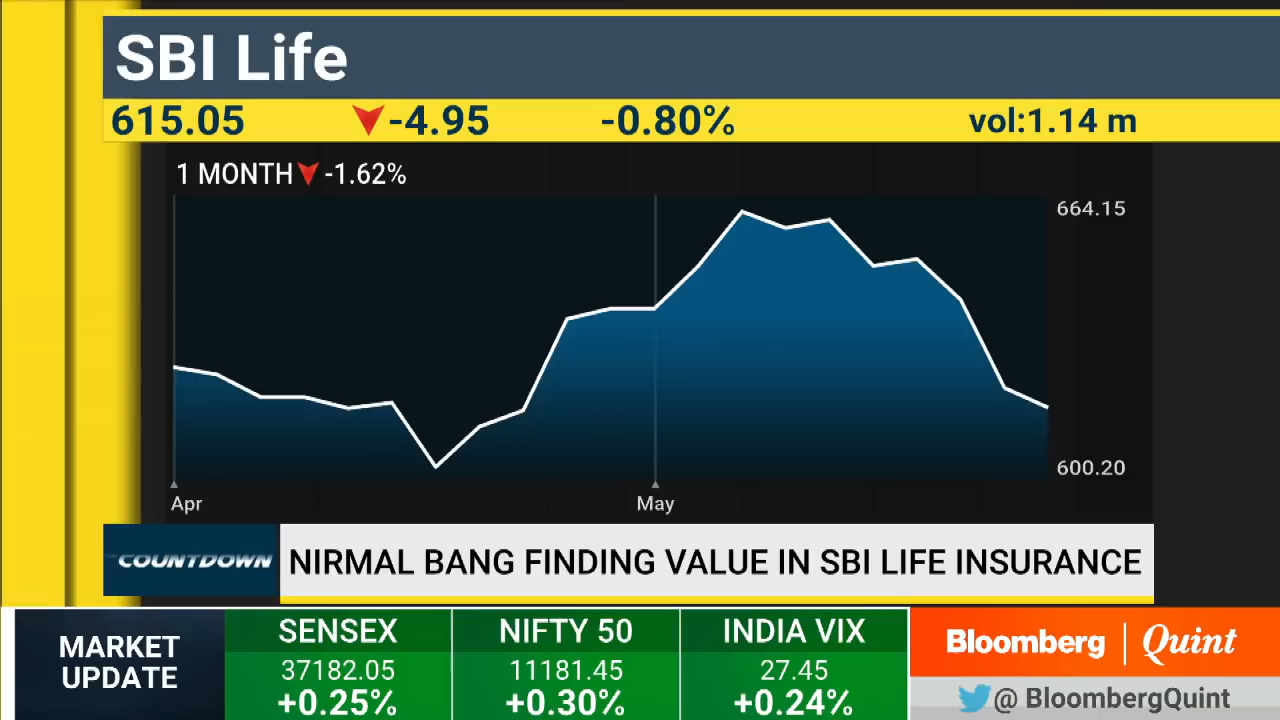 SBI Life
615.05 -4.95 -0.80% vol:1.14 m
1 MONTH -1.62%
664.15
600.20
Apr May
COUNTDOWN NIRMAL BANG FINDING VALUE IN SBI LIFE INSURANCE
MARKET
UPDATE
SENSEX
37182.05
+0.25%
NIFTY 50
11181.45
+0.30%
INDIA VIX
27.45
+0.24%
Bloomberg | Quint
@ BloombergQuint